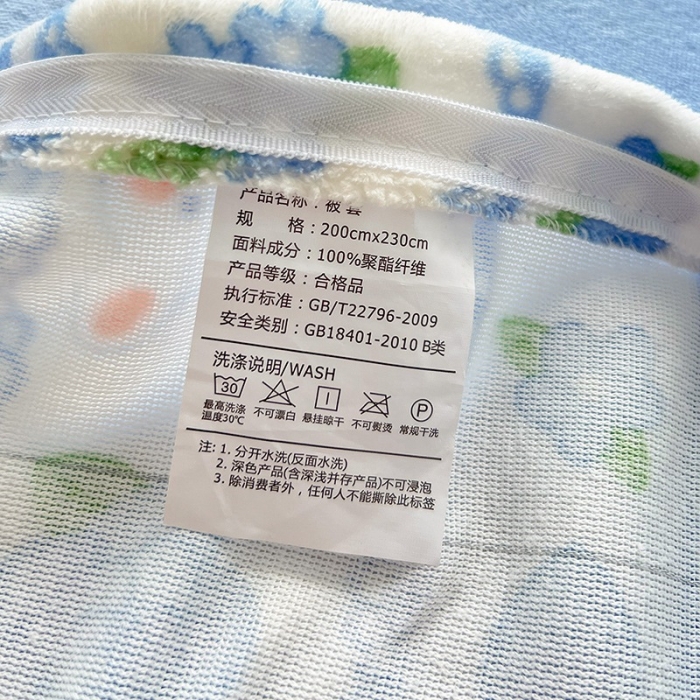 产品名称：被套
规 格：200cmx230cm
面料成分：100%聚酯纤维
产品等级：合格品
执行标准：GB/T22796-2009
安全类别：GB18401-2010 B类
洗涤说明/WASH
30
最高洗涤温度30℃ 不可漂白 悬挂晾干 不可熨烫 P 常规干洗
注：1. 分开水洗(反面水洗)
2. 深色产品(含深浅并存产品)不可浸泡
3. 除消费者外，任何人不能撕除此标签